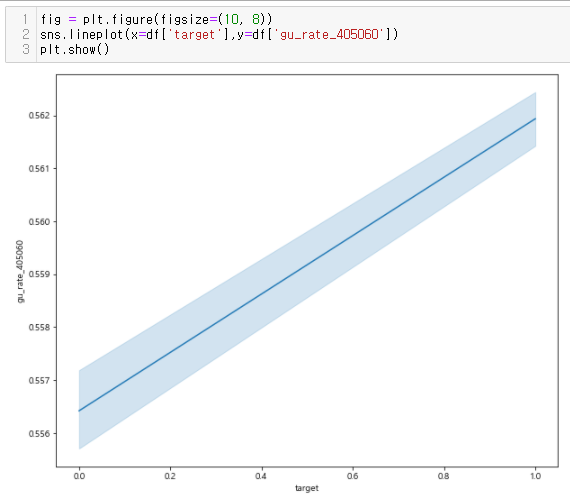 1 fig = plt.figure(figsize=(10, 8))
2 sns.lineplot(x=df['target'],y=df['gu_rate_405060'])
3 plt.show()
0.562
0.561
0.560
0.559
0.558
0.557
0.556
gu_rate_405060
0.0 0.2 0.4 0.6 0.8 1.0
target